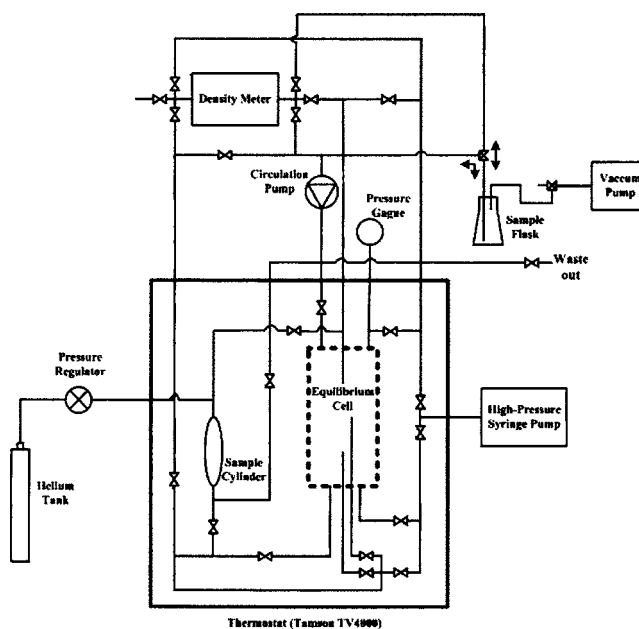 Density Meter
Circulation
Pump
Pressure
Gague
Vaccum
Pump
Sample
Flask
Waste
out
Pressure
Regulator
Equilibrium
Cell
High-Pressure
Syringe Pump
Sample
Cylinder
Helium
Tank
Thermostat (Tamson TV4000)